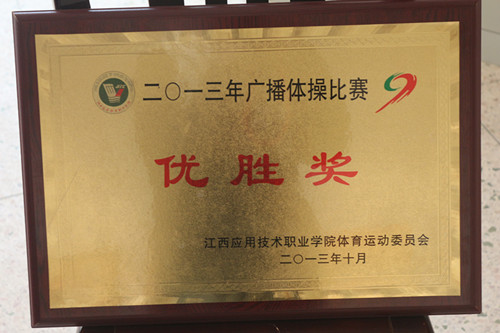 二〇一三年广播体操比赛
优胜奖
江西应用技术职业学院体育运动委员会
二〇一三年十月